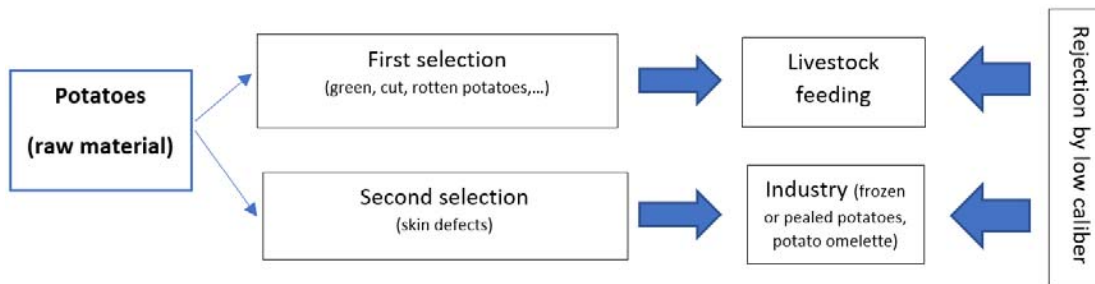 Potatoes
(raw material)
First selection
(green, cut, rotten potatoes,...)
Second selection
(skin defects)
Livestock
feeding
Industry (frozen
or pealed potatoes,
potato omelette)
Rejection by low caliber